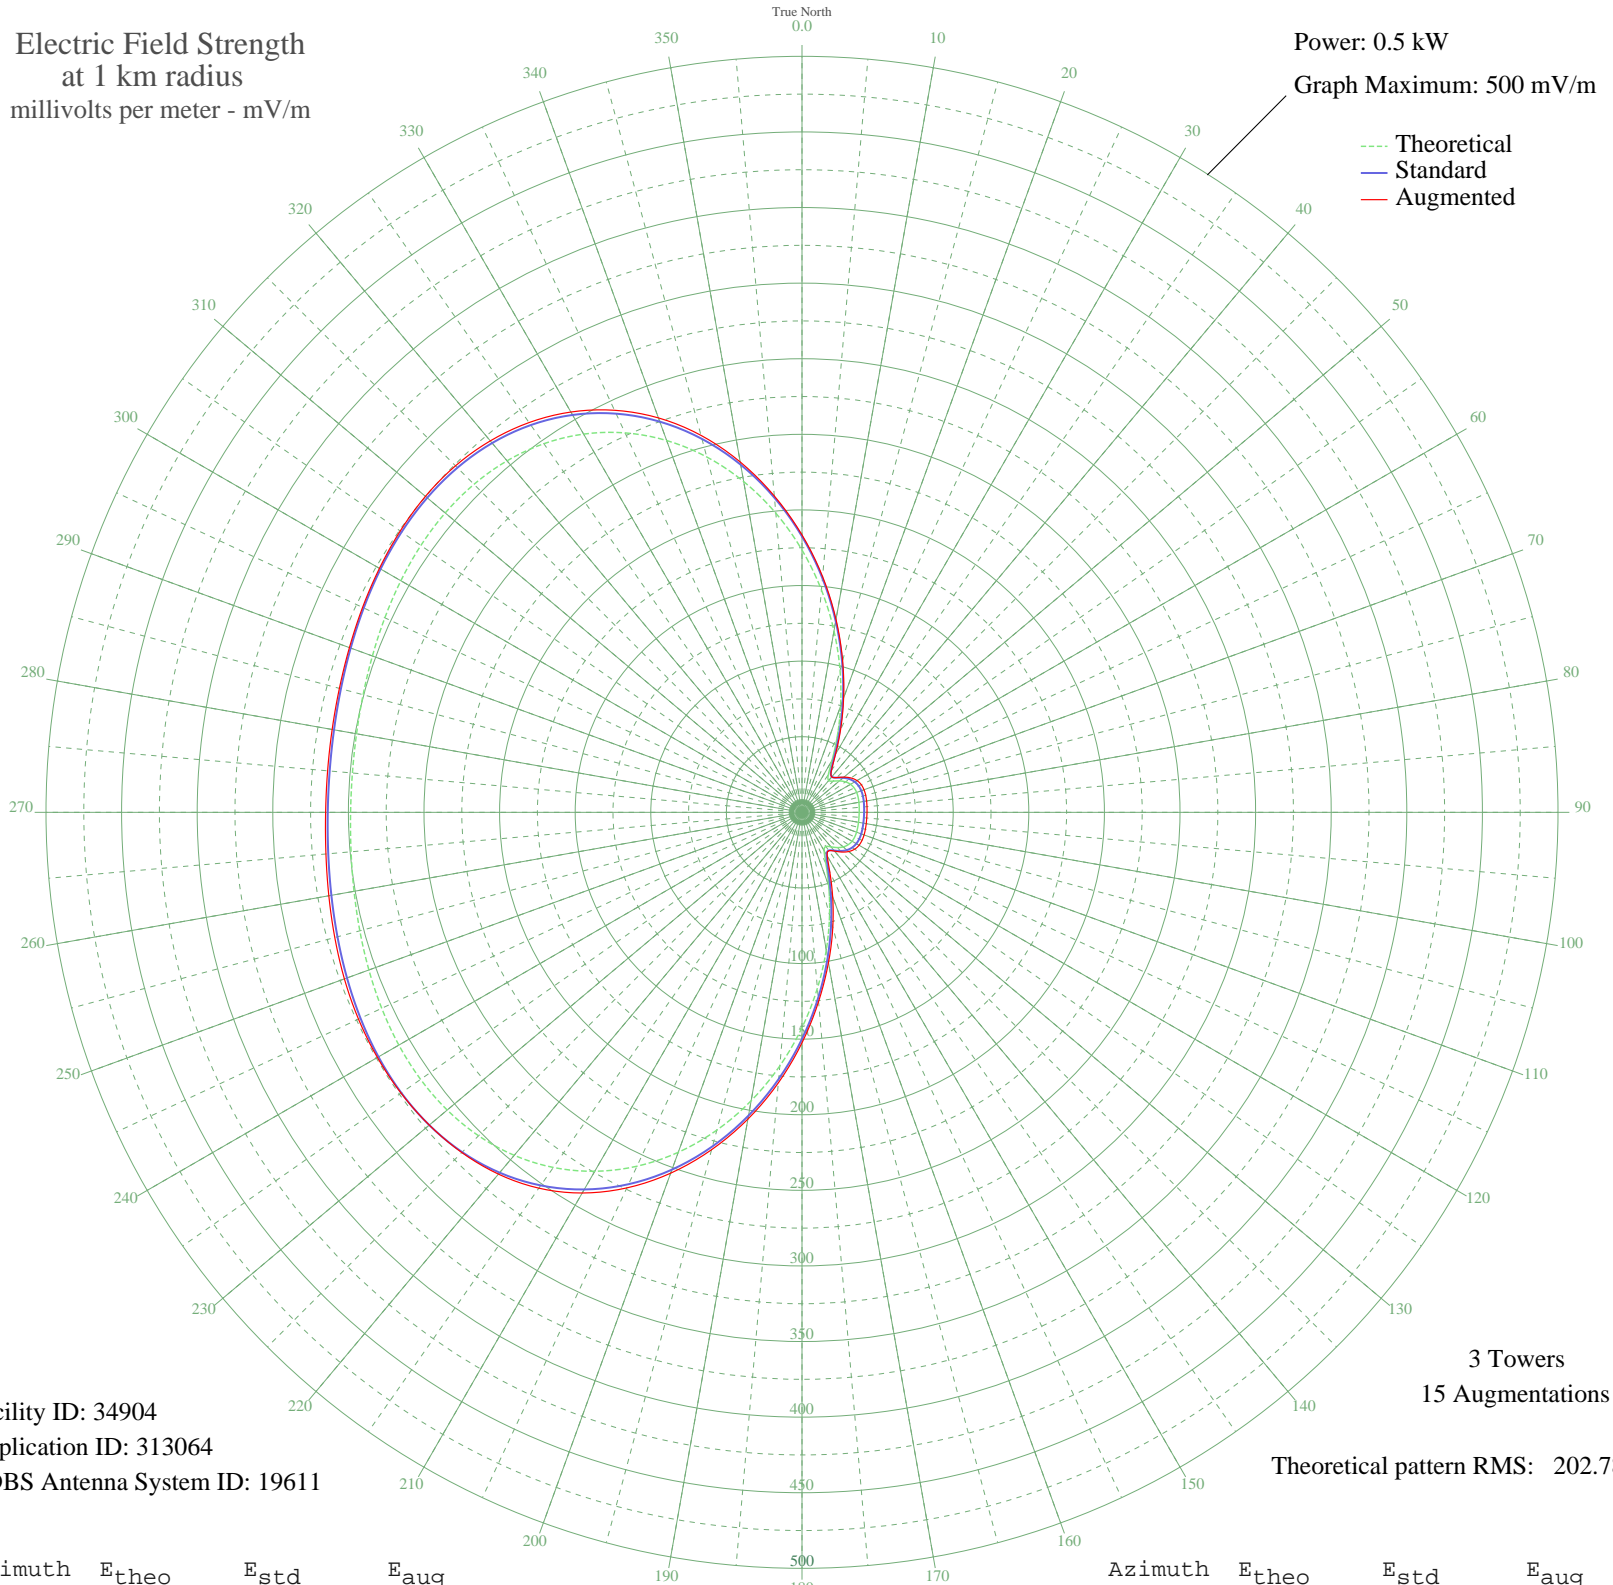 True North
0.0
Electric Field Strength
at 1 km radius
millivolts per meter - mV/m
Power: 0.5 kW
Graph Maximum: 500 mV/m
Theoretical
Standard
Augmented
10
20
30
40
50
60
70
80
90
100
110
120
130
140
150
160
170
190
200
210
220
230
240
250
260
270
280
290
300
310
320
330
340
350
100
150
200
250
300
350
400
450
500
3 Towers
15 Augmentations
Theoretical pattern RMS: 202.7
cility ID: 34904
plication ID: 313064
DBS Antenna System ID: 19611
imuth Etheo Estd Eaug
Azimuth Etheo Estd Eaug